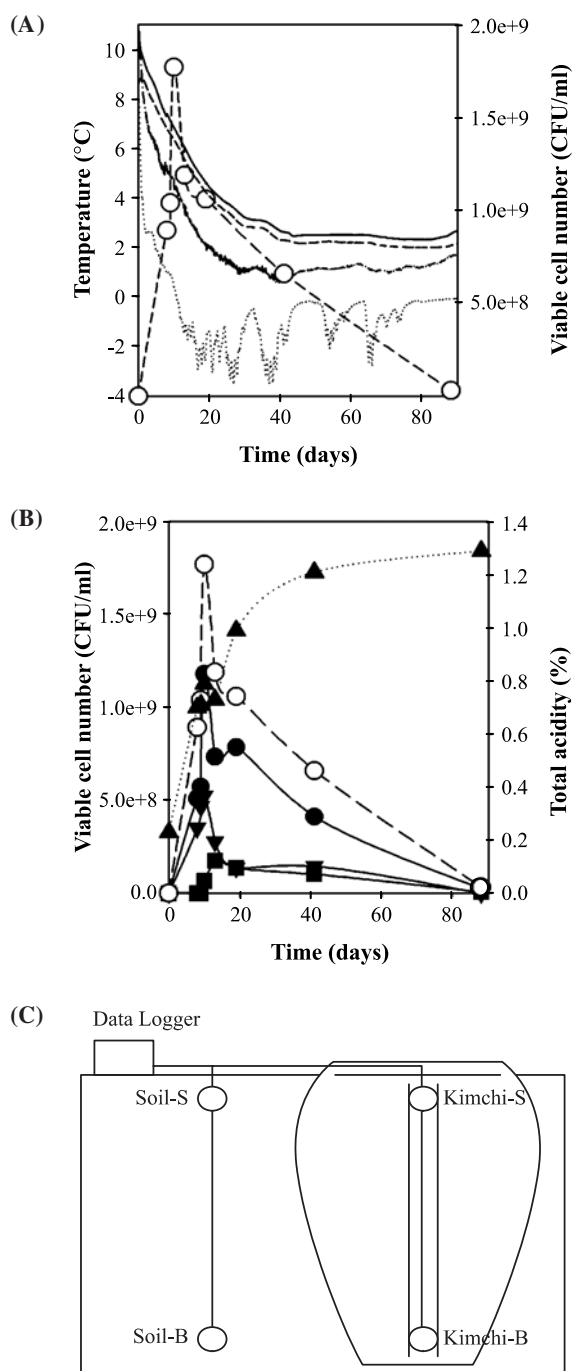 (A)
10
8
6
4
2
0
-2
-4
Temperature (°C)
2.0e+9
1.5e+9
1.0e+9
5.0e+8
Viable cell number (CFU/ml)
0 20 40 60 80
Time (days)
(B)
2.0e+9
1.5e+9
1.0e+9
5.0e+8
0.0
Viable cell number (CFU/ml)
1.4
1.2
1.0
0.8
0.6
0.4
0.2
0.0
Total acidity (%)
0 20 40 60 80
Time (days)
(C)
Data Logger
Soil-S Kimchi-S
Soil-B Kimchi-B